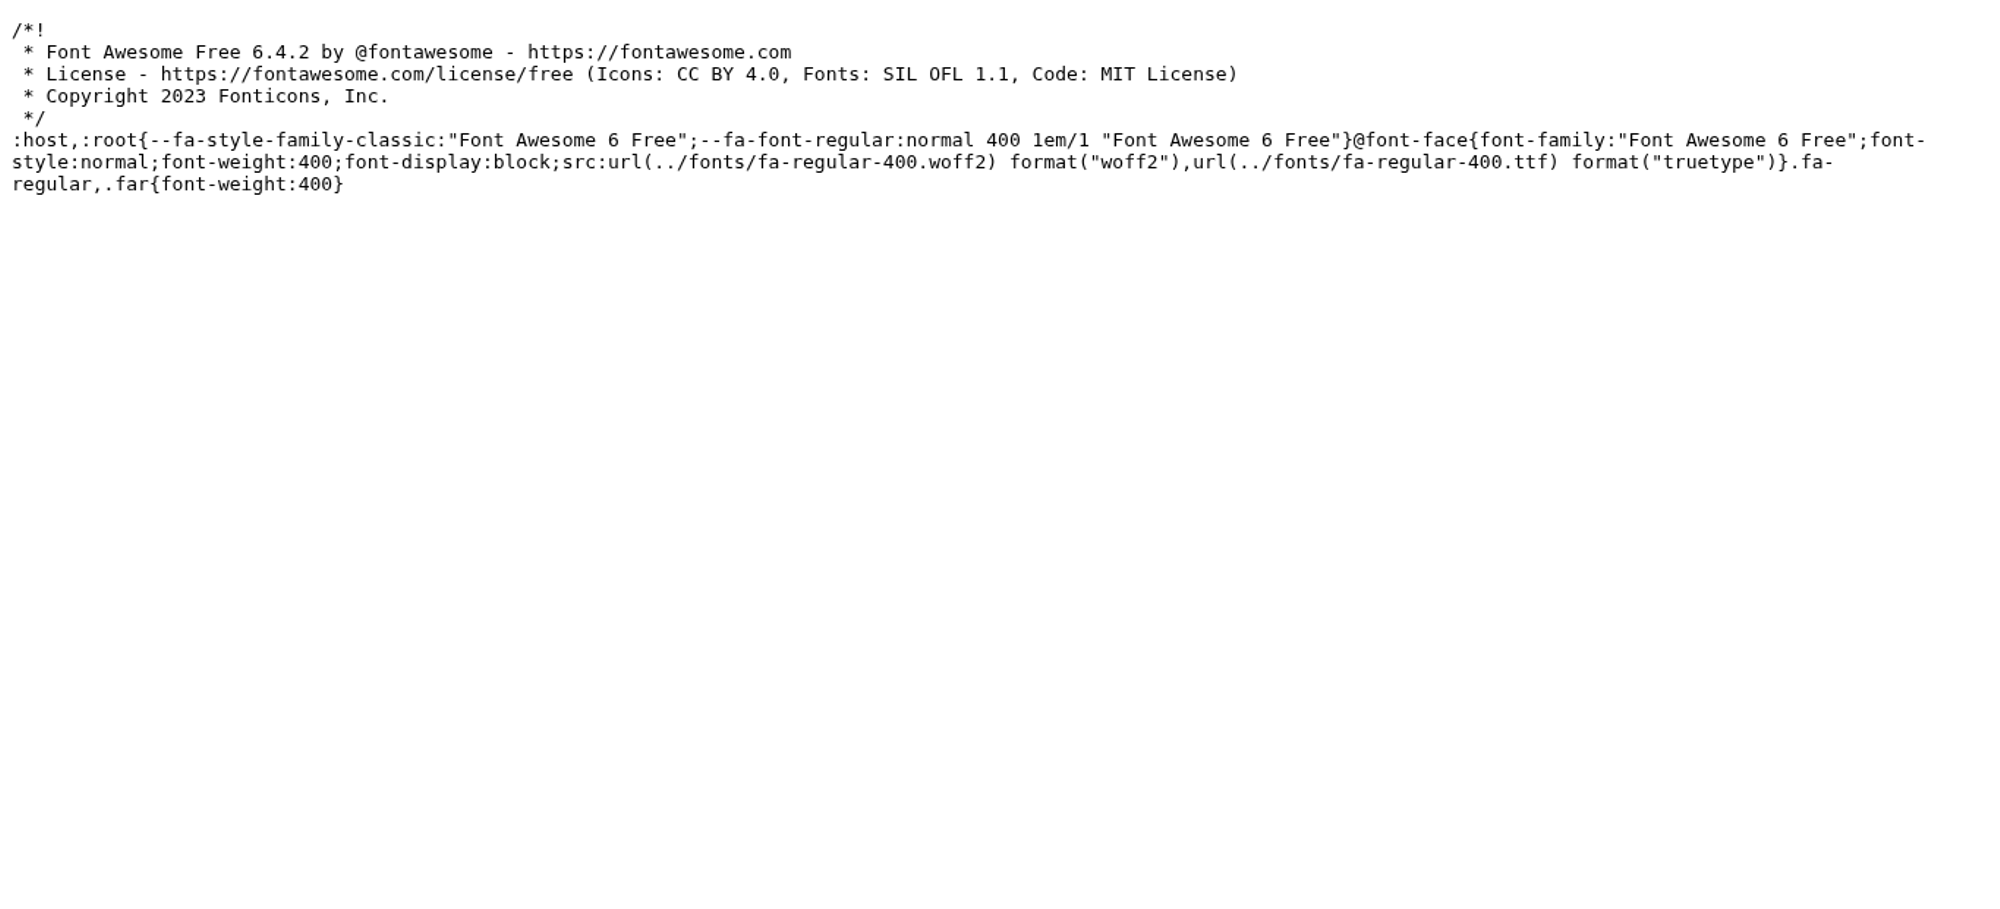 /*!
 * Font Awesome Free 6.4.2 by @fontawesome - https://fontawesome.com
 * License - https://fontawesome.com/license/free (Icons: CC BY 4.0, Fonts: SIL OFL 1.1, Code: MIT License)
 * Copyright 2023 Fonticons, Inc.
 */
:host,:root{--fa-style-family-classic:"Font Awesome 6 Free";--fa-font-regular:normal 400 1em/1 "Font Awesome 6 Free"}@font-face{font-family:"Font Awesome 6 Free";font-
style:normal;font-weight:400;font-display:block;src:url(../fonts/fa-regular-400.woff2) format("woff2"),url(../fonts/fa-regular-400.ttf) format("truetype")}.fa-
regular,.far{font-weight:400}